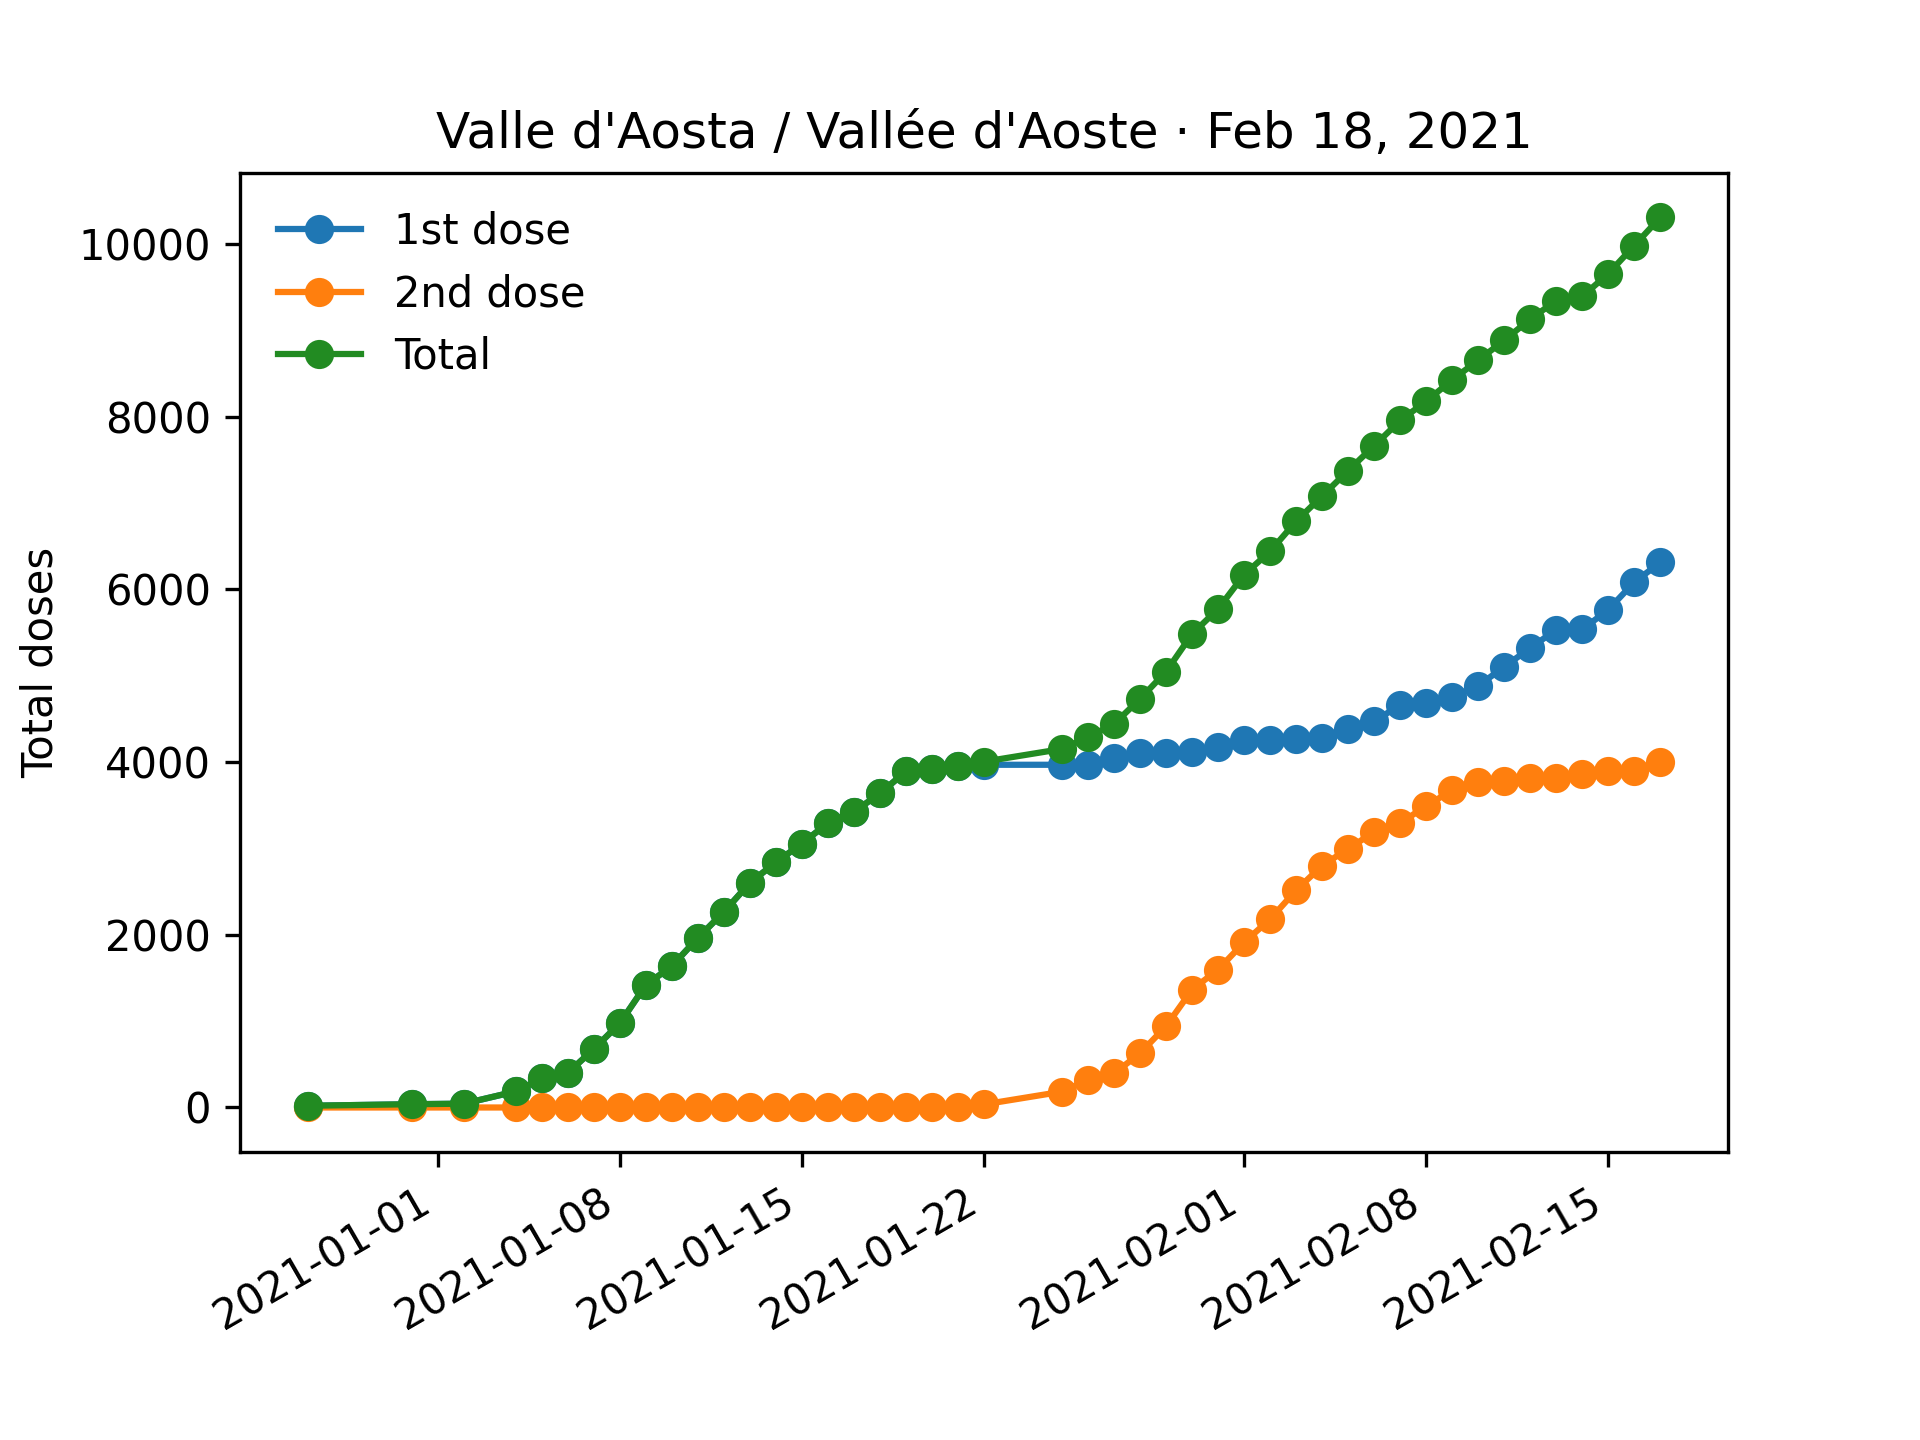 Valle d'Aosta / Vallée d'Aoste · Feb 18, 2021
1st dose
2nd dose
Total
Total doses
10000
8000
6000
4000
2000
0
2021-01-01
2021-01-08
2021-01-15
2021-01-22
2021-02-01
2021-02-08
2021-02-15